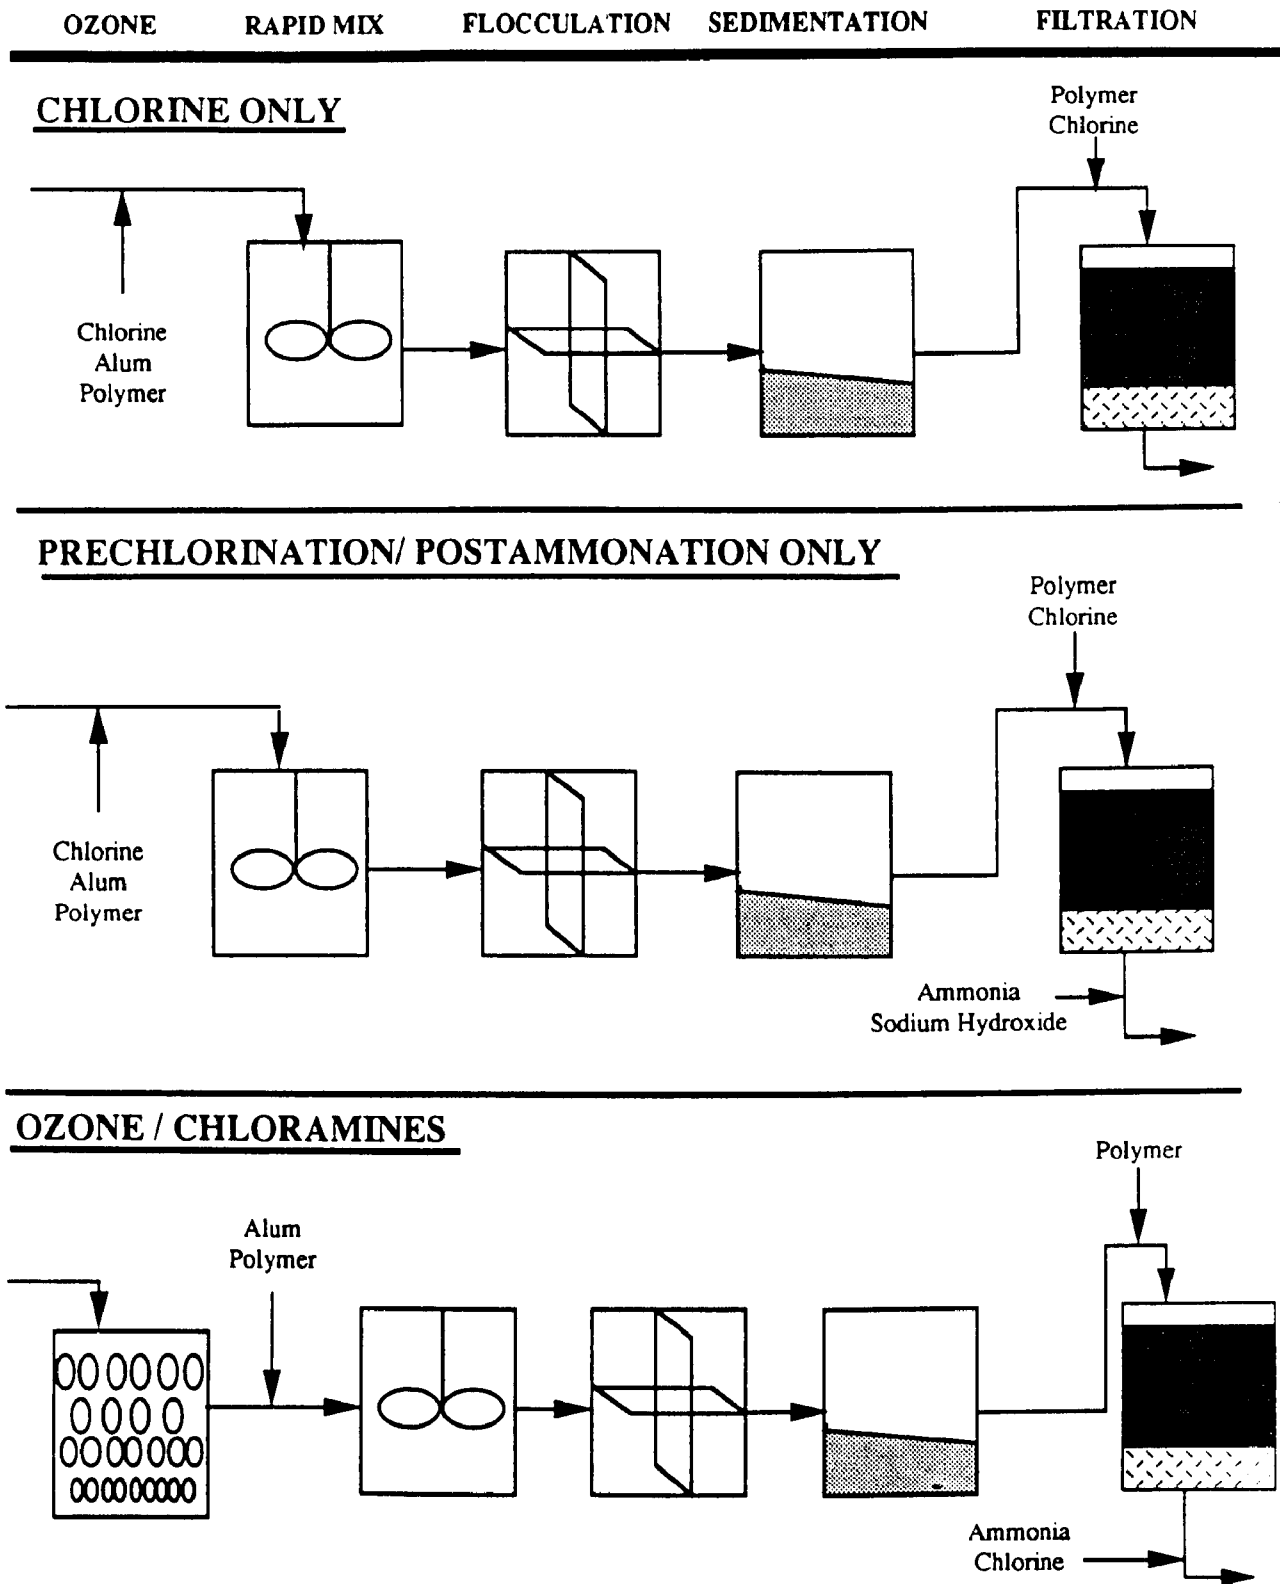 OZONE RAPID MIX FLOCCULATION SEDIMENTATION FILTRATION
CHLORINE ONLY
Polymer
Chlorine
Chlorine
Alum
Polymer
PRECHLORINATION/ POSTAMMONATION ONLY
Polymer
Chlorine
Chlorine
Alum
Polymer
Ammonia
Sodium Hydroxide
OZONE / CHLORAMINES
Polymer
Alum
Polymer
Ammonia
Chlorine